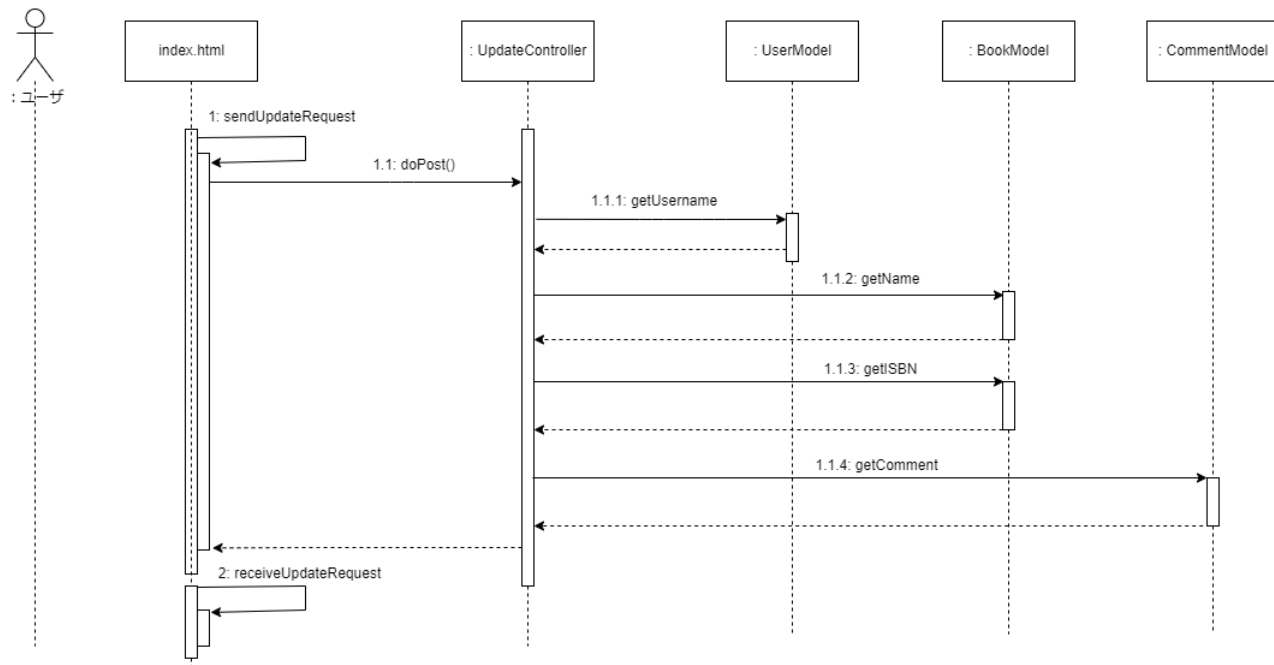 index.html
: UpdateController
: UserModel
: BookModel
: CommentModel
: ユーザ
1: sendUpdateRequest
1.1: doPost()
1.1.1: getUsername
1.1.2: getName
1.1.3: getISBN
1.1.4: getComment
2: receiveUpdateRequest